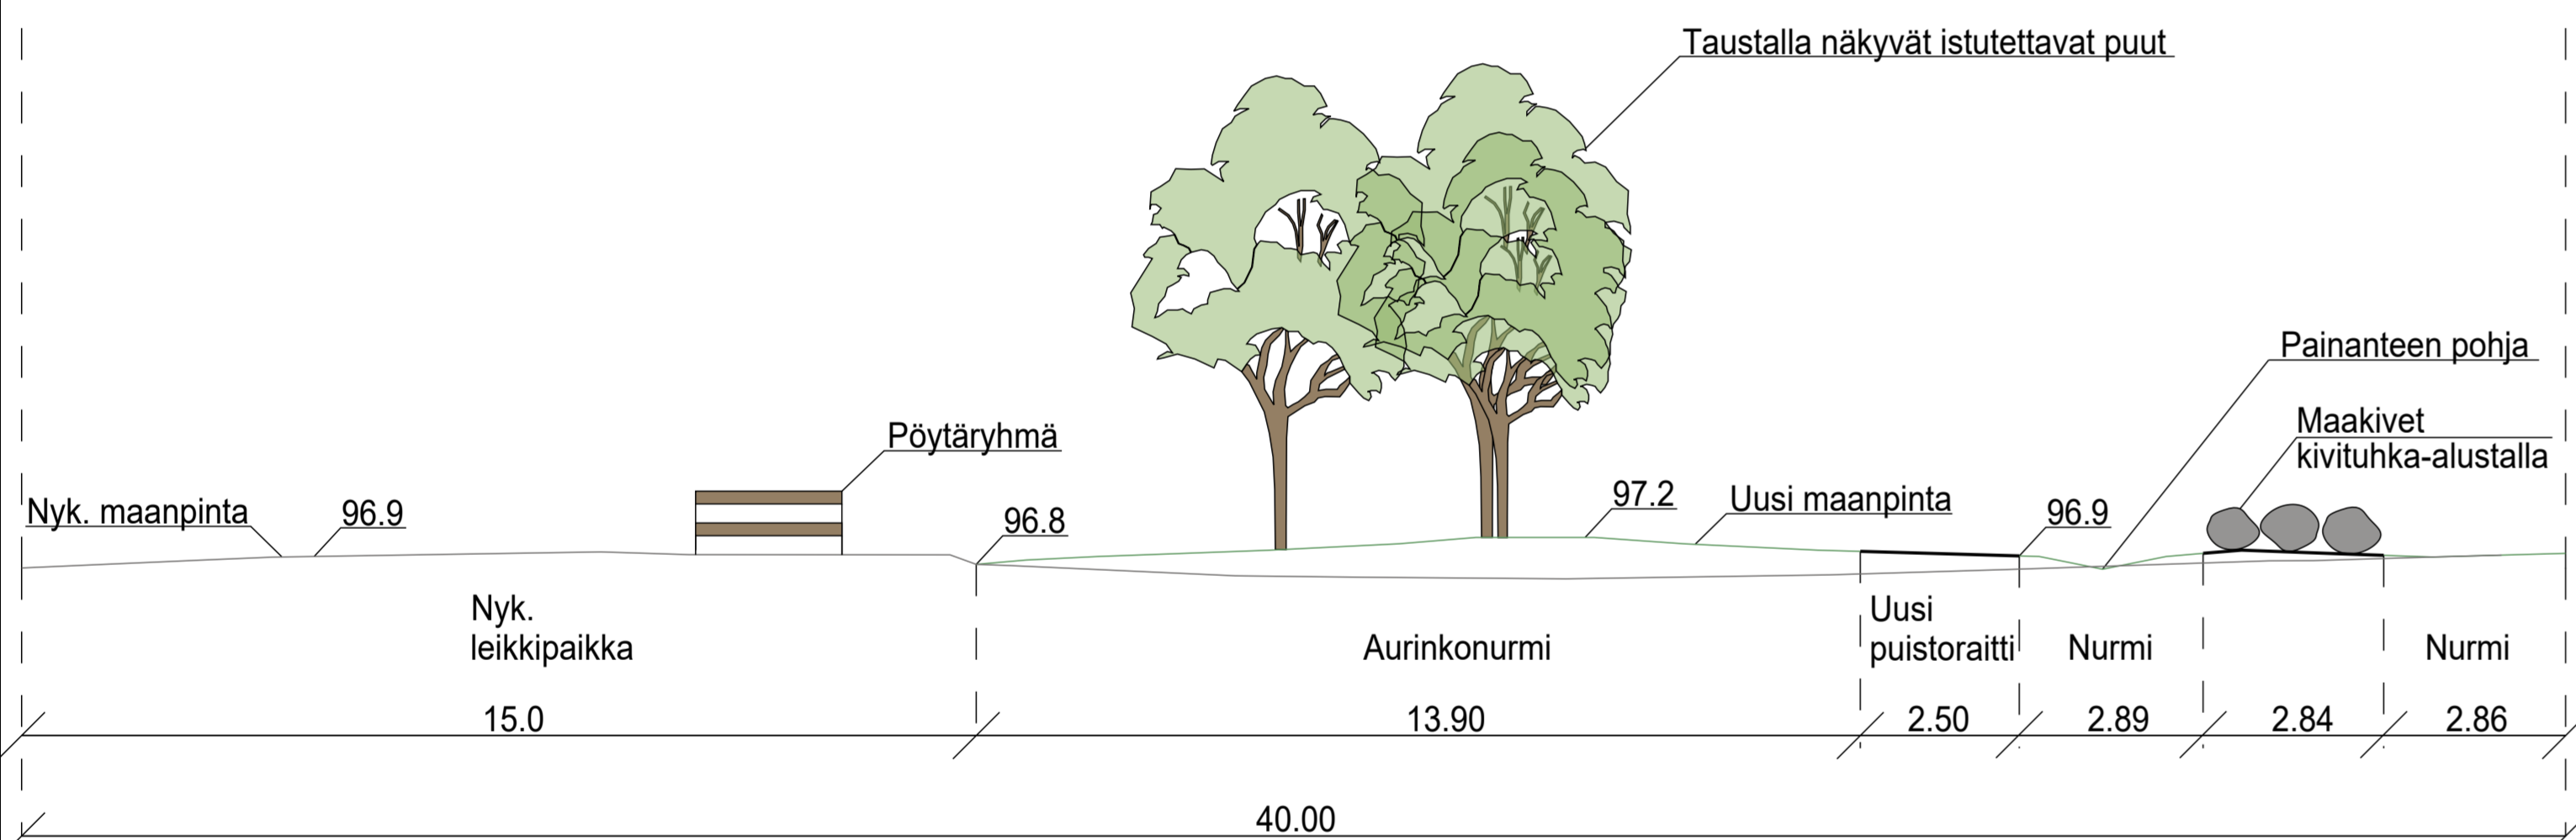 Taustalla näkyvät istutettavat puut
Painanteen pohja
Maakivet
kivituhka-alustalla
Pöytäryhmä
Nyk. maanpinta
96.9
96.8
97.2
Uusi maanpinta
96.9
Nyk.
leikkipaikka
Aurinkonurmi
Uusi
puistoraitti
Nurmi
Nurmi
15.0
13.90
2.50
2.89
2.84
2.86
40.00